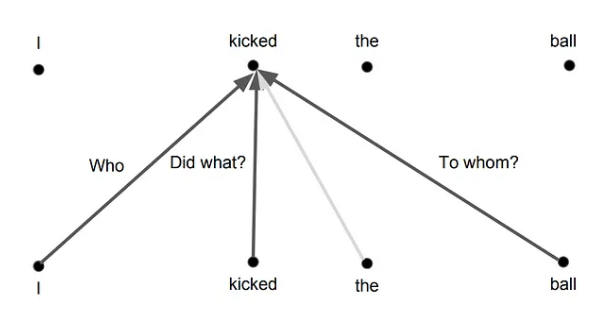 I kicked the ball
Who Did what? To whom?
I kicked the ball